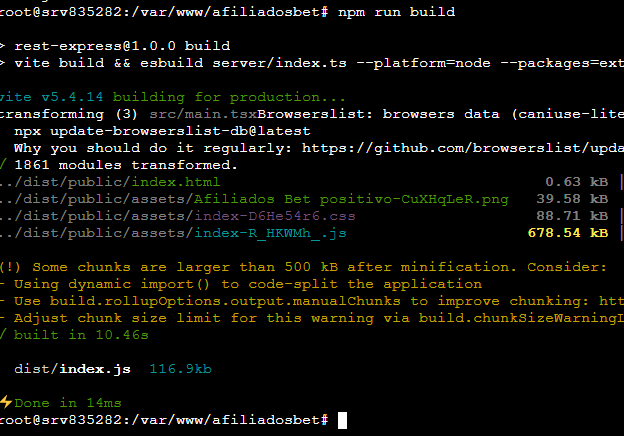 root@srv835282:/var/www/afiliadosbet# npm run build
> rest-express@1.0.0 build
> vite build && esbuild server/index.ts --platform=node --packages=ext
vite v5.4.14 building for production...
transforming (3) src/main.tsxBrowserslist: browsers data (caniuse-lite
npx update-browserslist-db@latest
Why you should do it regularly: https://github.com/browserslist/upda
✓ 1861 modules transformed.
../dist/public/index.html 0.63 kB │
../dist/public/assets/Afiliados Bet positivo-CuXHqLeR.png 39.58 kB
../dist/public/assets/index-D6He54r6.css 88.71 kB │
../dist/public/assets/index-R_HKWMh_.js 678.54 kB │
(!) Some chunks are larger than 500 kB after minification. Consider:
- Using dynamic import() to code-split the application
- Use build.rollupOptions.output.manualChunks to improve chunking: htt
- Adjust chunk size limit for this warning via build.chunkSizeWarningL
✓ built in 10.46s
dist/index.js 116.9kb
⚡Done in 14ms
root@srv835282:/var/www/afiliadosbet#